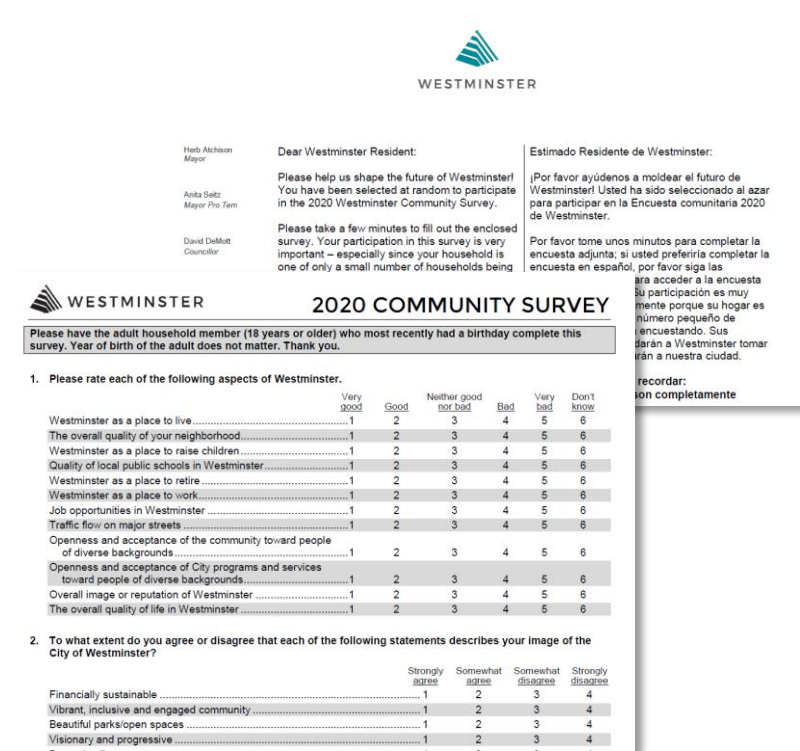 WESTMINSTER
Herb Atchison
Mayor
Anita Seitz
Mayor Pro Tem
David DeMott
Councillor
Dear Westminster Resident:
Please help us shape the future of Westminster!
You have been selected at random to participate
in the 2020 Westminster Community Survey.
Please take a few minutes to fill out the enclosed
survey. Your participation in this survey is very
important – especially since your household is
one of only a small number of households being
Estimado Residente de Westminster:
¡Por favor ayúdenos a moldear el futuro de
Westminster! Usted ha sido seleccionado al azar
para participar en la Encuesta comunitaria 2020
de Westminster.
Por favor tome unos minutos para completar la
encuesta adjunta; si usted preferiría completar la
encuesta en español, por favor siga las
ara acceder a la encuesta
Su participación es muy
mente porque su hogar es
número pequeño de
encuestando. Sus
darán a Westminster tomar
rán a nuestra ciudad.
recordar:
son completamente
WESTMINSTER
2020 COMMUNITY SURVEY
Please have the adult household member (18 years or older) who most recently had a birthday complete this
survey. Year of birth of the adult does not matter. Thank you.
1. Please rate each of the following aspects of Westminster.
Very good Good Neither good nor bad Bad Very bad Don't know
Westminster as a place to live 1 2 3 4 5 6
The overall quality of your neighborhood 1 2 3 4 5 6
Westminster as a place to raise children 1 2 3 4 5 6
Quality of local public schools in Westminster 1 2 3 4 5 6
Westminster as a place to retire 1 2 3 4 5 6
Westminster as a place to work 1 2 3 4 5 6
Job opportunities in Westminster 1 2 3 4 5 6
Traffic flow on major streets 1 2 3 4 5 6
Openness and acceptance of the community toward people
of diverse backgrounds 1 2 3 4 5 6
Openness and acceptance of City programs and services
toward people of diverse backgrounds 1 2 3 4 5 6
Overall image or reputation of Westminster 1 2 3 4 5 6
The overall quality of life in Westminster 1 2 3 4 5 6
2. To what extent do you agree or disagree that each of the following statements describes your image of the
City of Westminster?
Strongly agree Somewhat agree Somewhat disagree Strongly disagree
Financially sustainable 1 2 3 4
Vibrant, inclusive and engaged community 1 2 3 4
Beautiful parks/open spaces 1 2 3 4
Visionary and progressive 1 2 3 4